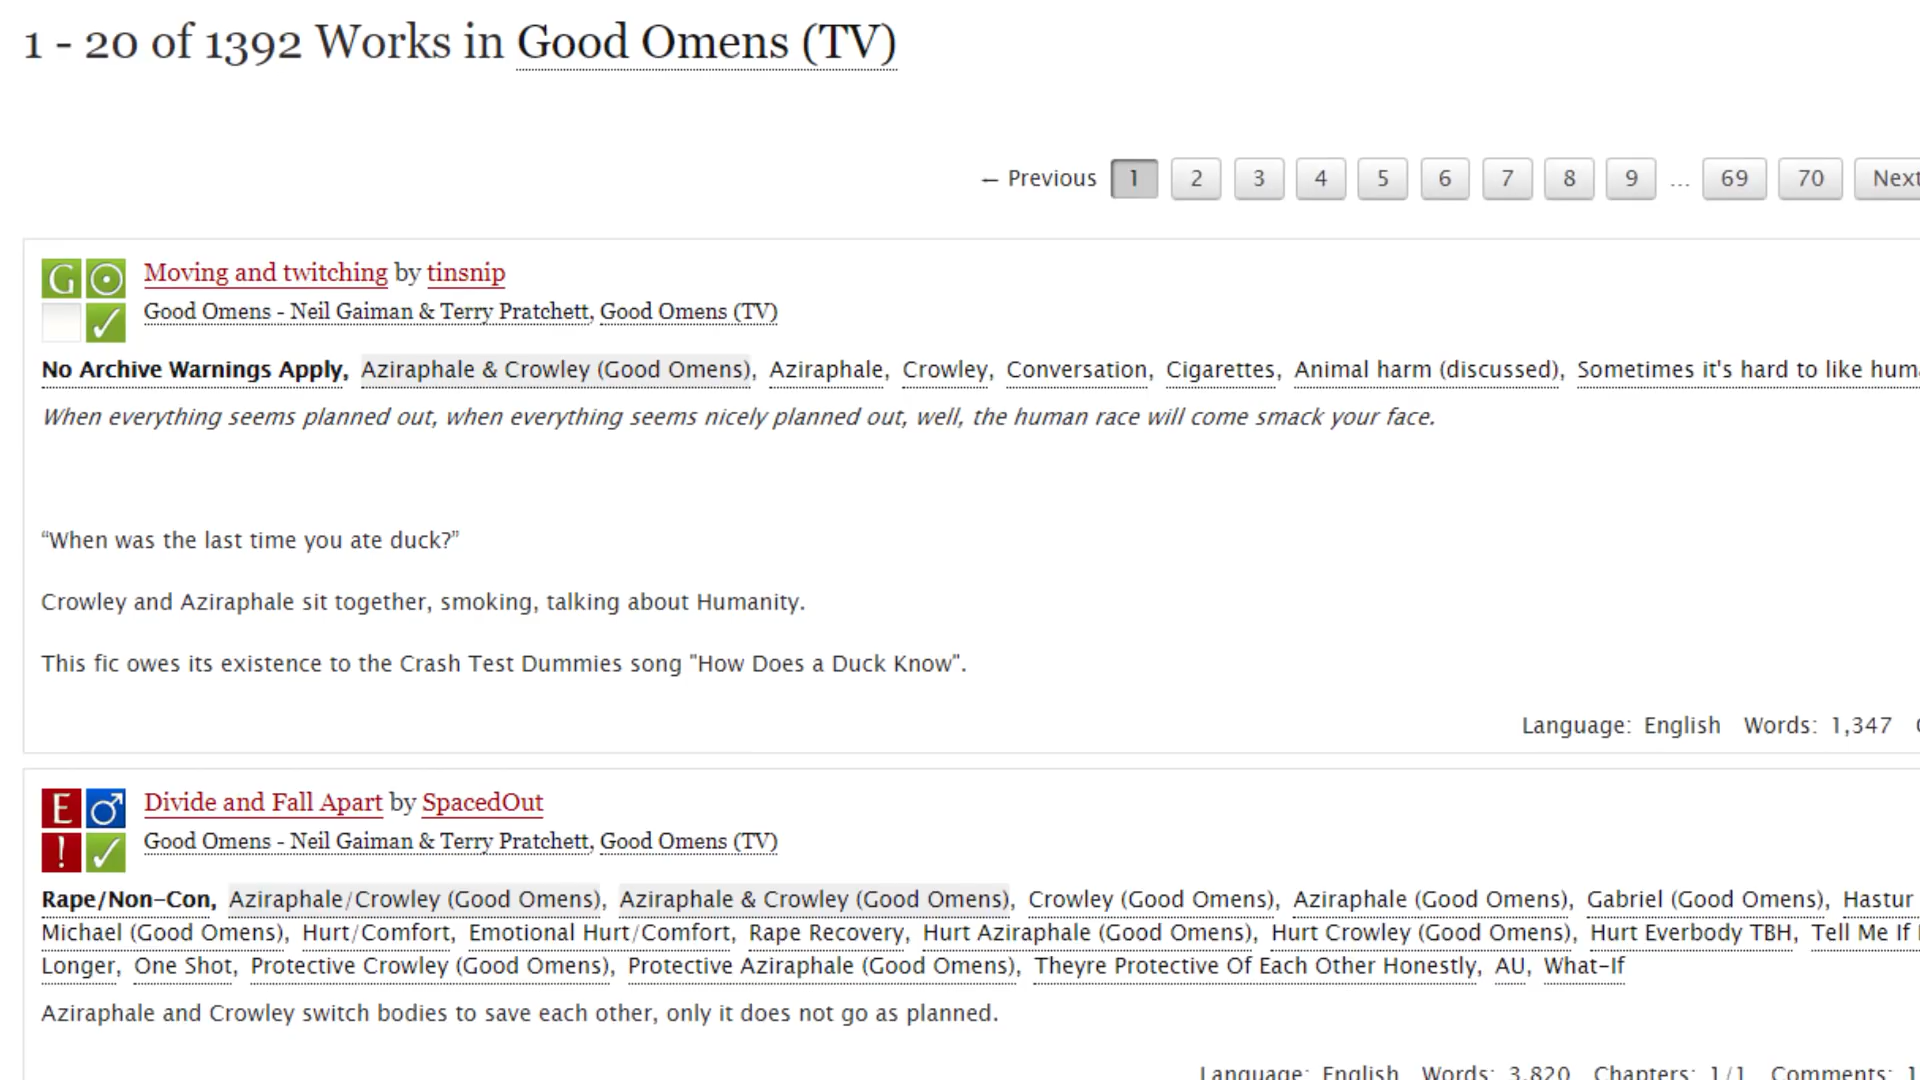 1 - 20 of 1392 Works in Good Omens (TV)
← Previous 1 2 3 4 5 6 7 8 9 … 69 70 Next
G Moving and twitching by tinsnip
Good Omens - Neil Gaiman & Terry Pratchett, Good Omens (TV)
No Archive Warnings Apply, Aziraphale & Crowley (Good Omens), Aziraphale, Crowley, Conversation, Cigarettes, Animal harm (discussed), Sometimes it's hard to like
When everything seems planned out, when everything seems nicely planned out, well, the human race will come smack your face.
“When was the last time you ate duck?”
Crowley and Aziraphale sit together, smoking, talking about Humanity.
This fic owes its existence to the Crash Test Dummies song "How Does a Duck Know".
Language: English Words: 1,347
E Divide and Fall Apart by SpacedOut
! Good Omens - Neil Gaiman & Terry Pratchett, Good Omens (TV)
Rape/Non-Con, Aziraphale/Crowley (Good Omens), Aziraphale & Crowley (Good Omens), Crowley (Good Omens), Aziraphale (Good Omens), Gabriel (Good Omens), Hastur
Michael (Good Omens), Hurt/Comfort, Emotional Hurt/Comfort, Rape Recovery, Hurt Aziraphale (Good Omens), Hurt Crowley (Good Omens), Hurt Everbody TBH, Tell Me If
Longer, One Shot, Protective Crowley (Good Omens), Protective Aziraphale (Good Omens), Theyre Protective Of Each Other Honestly, AU, What-If
Aziraphale and Crowley switch bodies to save each other, only it does not go as planned.
Language: English Words: 3,820 Chapters: 1/1 Comments: 1